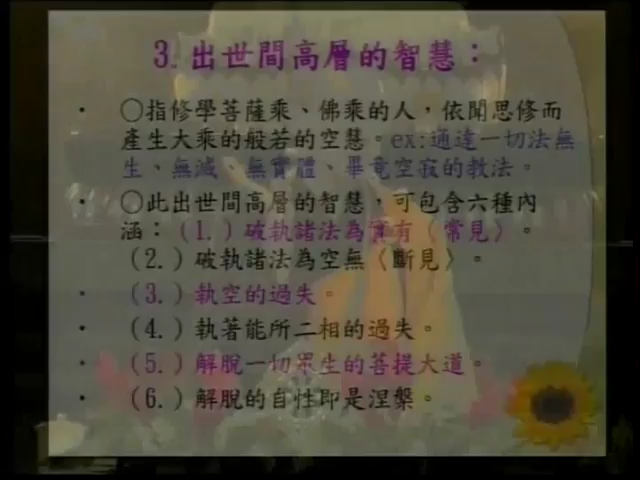 3.出世間高層的智慧：
• ○指修學菩薩乘、佛乘的人，依聞思修而
產生大乘的般若的空慧。ex:通達一切法無
生、無滅、無實體、畢竟空寂的教法。
• ○此出世間高層的智慧，可包含六種內
涵：（1.）破執諸法為實有〈常見〉。
（2.）破執諸法為空無〈斷見〉。
• （3.）執空的過失。
• （4.）執著能所二相的過失。
• （5.）解脫一切眾生的菩提大道。
• （6.）解脫的自性即是涅槃。